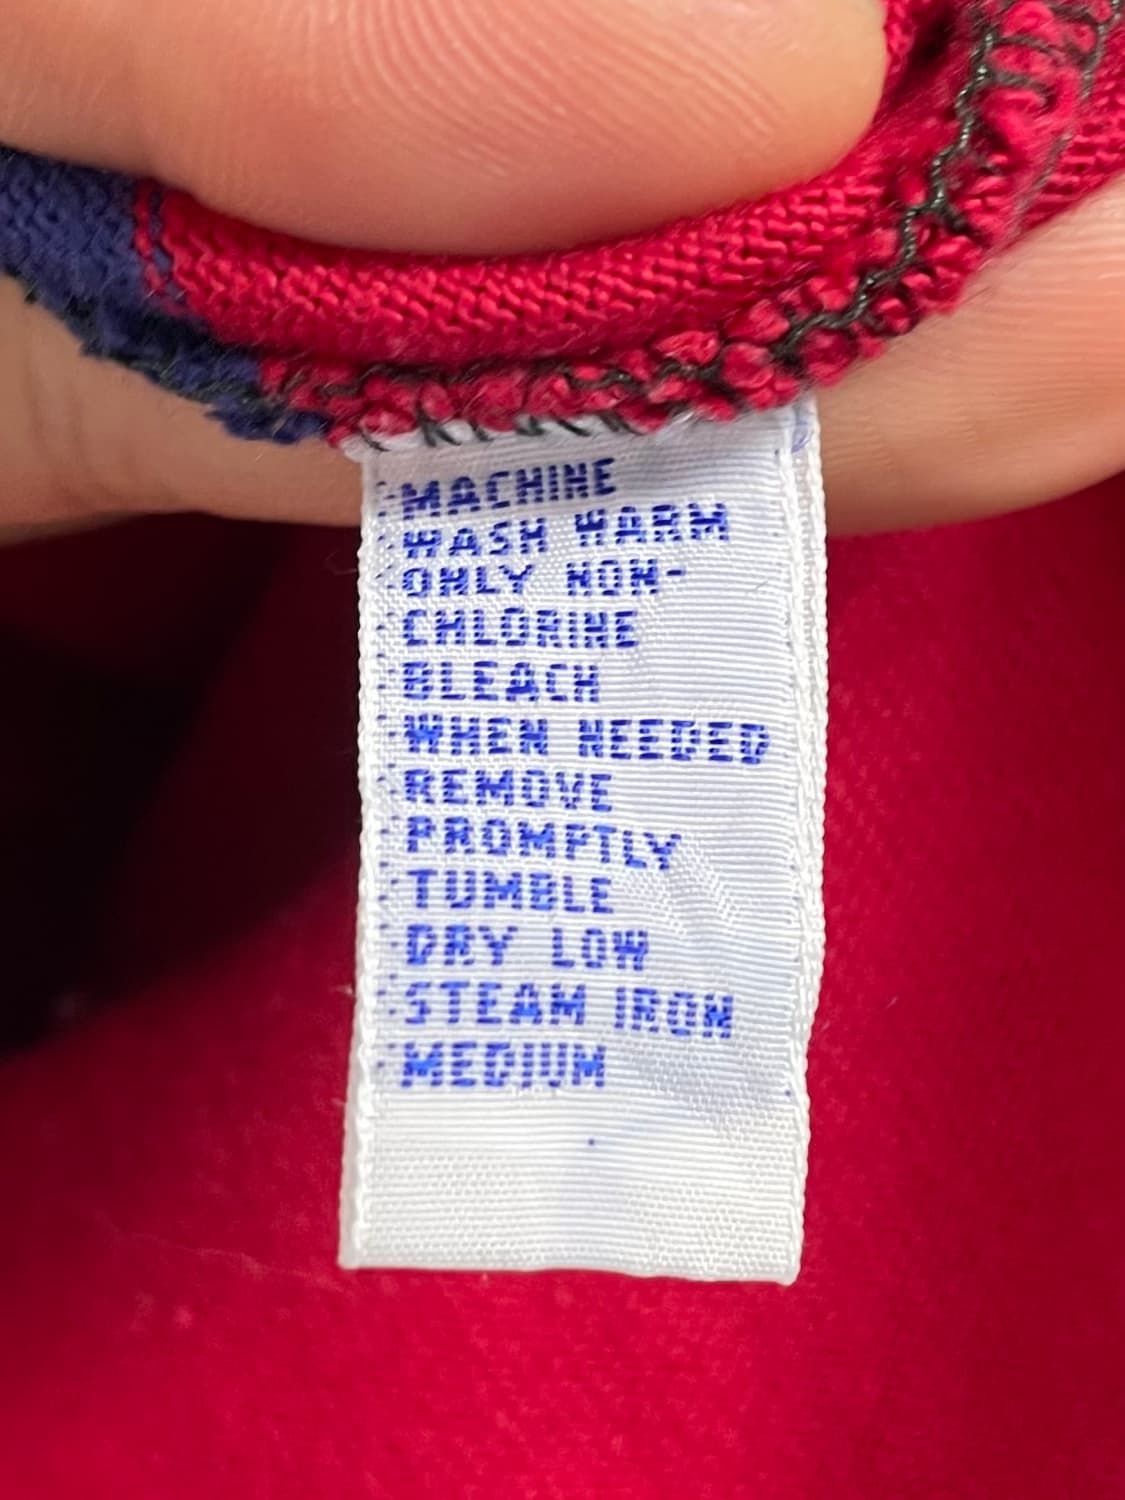 MACHINE
WASH WARM
ONLY NON-
CHLORINE
BLEACH
WHEN NEEDED
REMOVE
PROMPTLY
TUMBLE
DRY LOW
STEAM IRON
MEDIUM